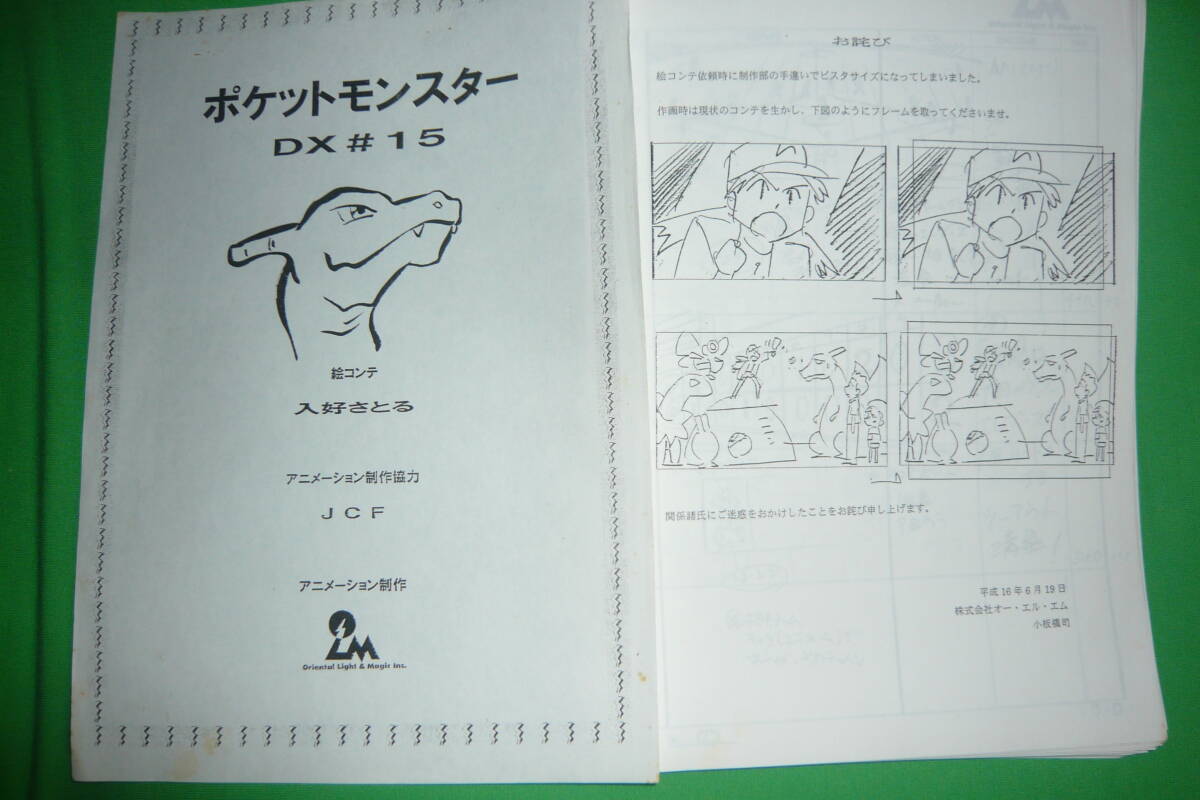 ポケットモンスター
DX＃15
絵コンテ
入好さとる
アニメーション制作協力
JCF
アニメーション制作
OLM
Oriental Light & Magic Inc.
お詫び
絵コンテ依頼時に制作部の手違いでビスタサイズになってしまいました。
作画時は現状のコンテを生かし、下図のようにフレームを取ってくださいませ。
関係諸氏にご迷惑をおかけしたことをお詫び申し上げます。
平成16年6月19日
株式会社オー・エル・エム